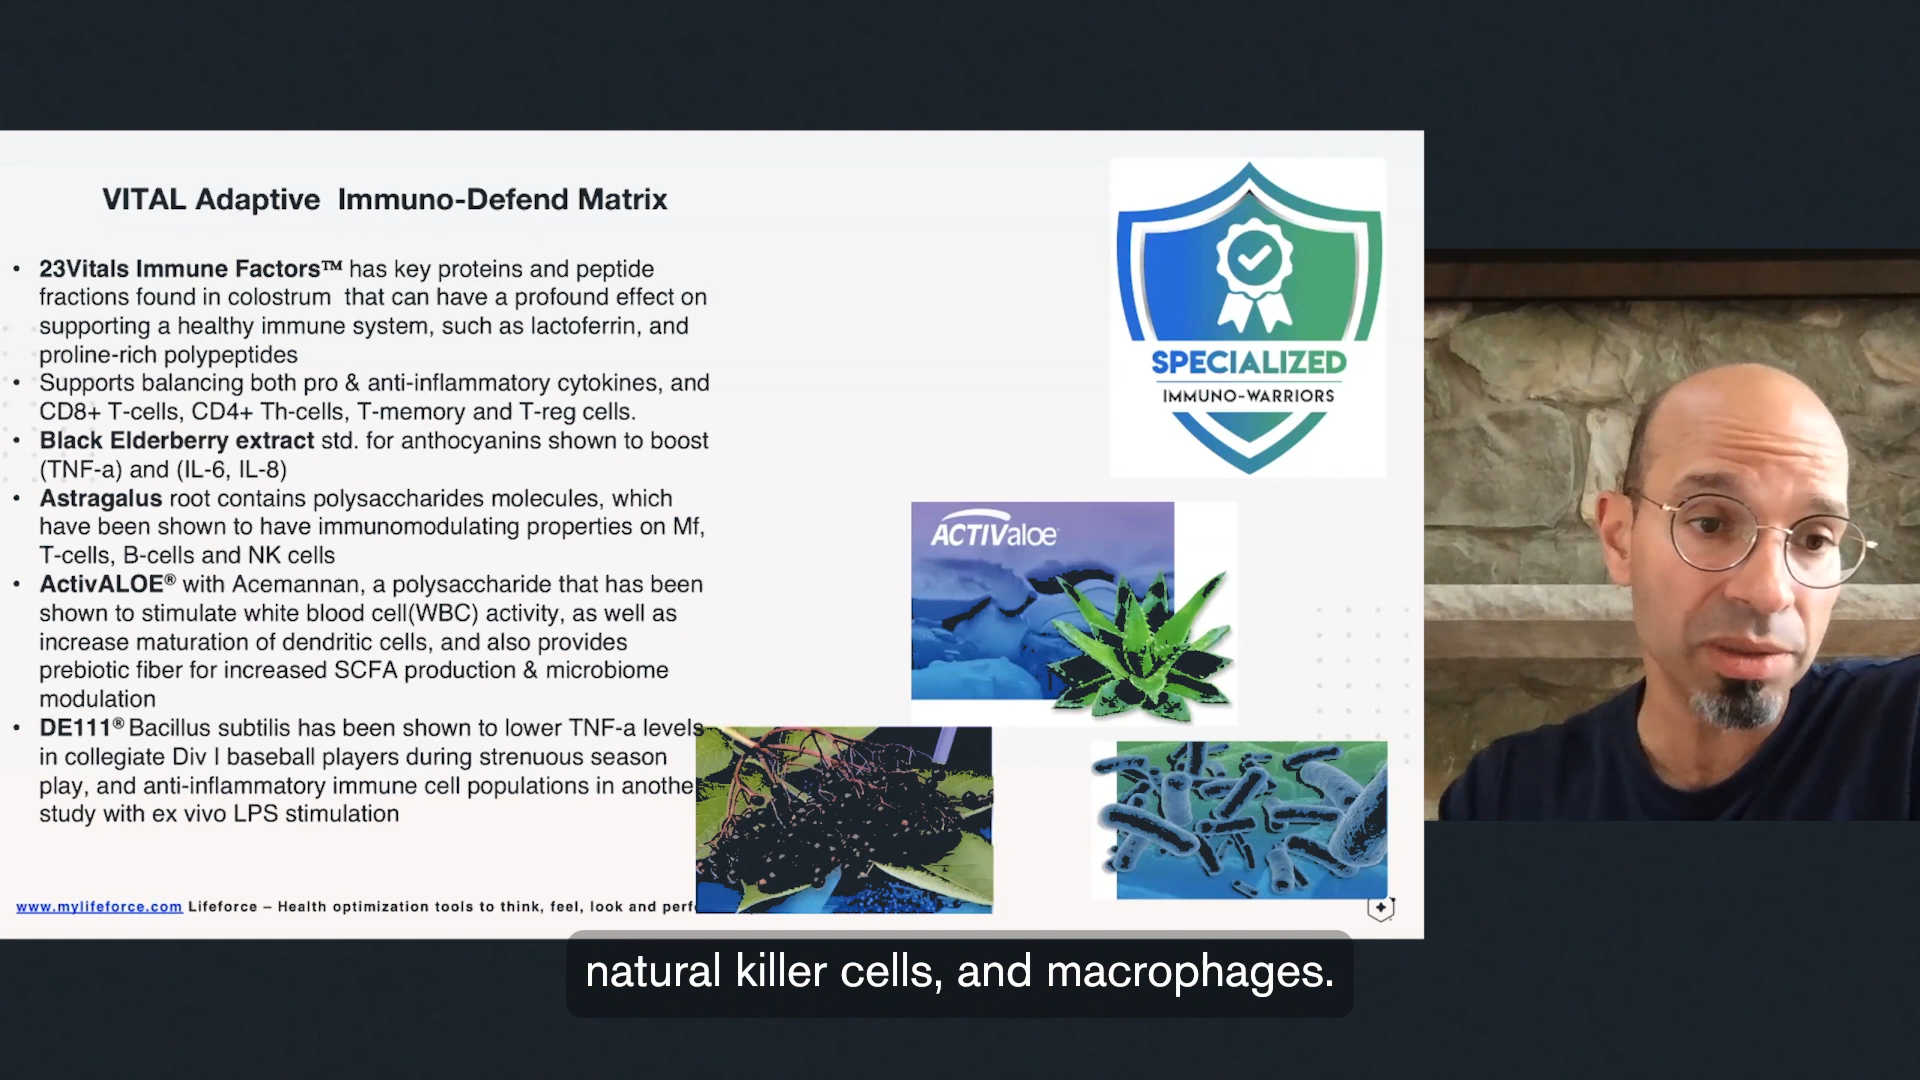 VITAL Adaptive Immuno-Defend Matrix
• 23Vitals Immune Factors™ has key proteins and peptide
fractions found in colostrum that can have a profound effect on
supporting a healthy immune system, such as lactoferrin, and
proline-rich polypeptides
• Supports balancing both pro & anti-inflammatory cytokines, and
CD8+ T-cells, CD4+ Th-cells, T-memory and T-reg cells.
• Black Elderberry extract std. for anthocyanins shown to boost
(TNF-a) and (IL-6, IL-8)
• Astragalus root contains polysaccharides molecules, which
have been shown to have immunomodulating properties on Mf,
T-cells, B-cells and NK cells
• ActivALOE® with Acemannan, a polysaccharide that has been
shown to stimulate white blood cell(WBC) activity, as well as
increase maturation of dendritic cells, and also provides
prebiotic fiber for increased SCFA production & microbiome
modulation
• DE111® Bacillus subtilis has been shown to lower TNF-a levels
in collegiate Div I baseball players during strenuous season
play, and anti-inflammatory immune cell populations in anothe
study with ex vivo LPS stimulation
www.mylifeforce.com Lifeforce – Health optimization tools to think, feel, look and perf
SPECIALIZED
IMMUNO-WARRIORS
ACTIValoe
natural killer cells, and macrophages.